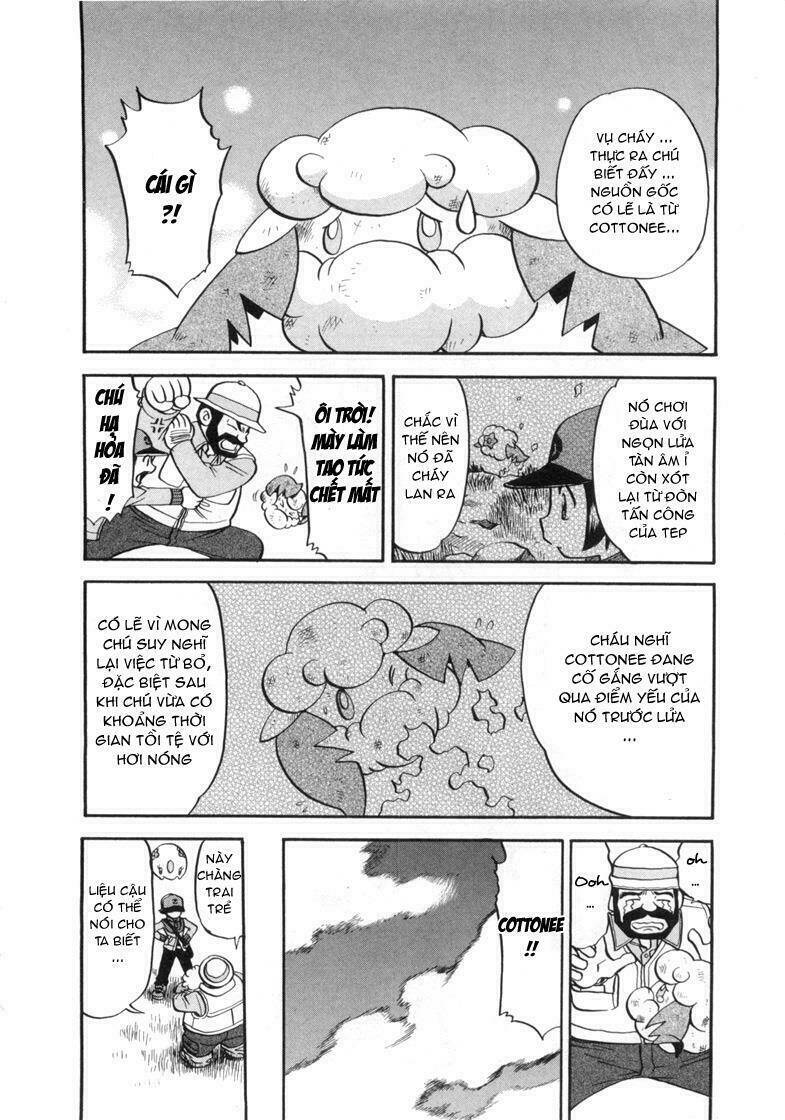 VỤ CHÁY ...
THỰC RA CHÚ
BIẾT ĐẤY ...
NGUỒN GỐC
CÓ LẼ LÀ TỪ
COTTONEE...
CÁI GÌ
?!
NÓ CHƠI
ĐÙA VỚI
NGỌN LỬA
TÀN ÂM Ỉ
CÒN XÓT
LẠI TỪ ĐÒN
TẤN CÔNG
CỦA TEP
CHẮC VÌ
THẾ NÊN
NÓ ĐÃ
CHÁY
LAN RA
ÔI TRỜI!
MÀY LÀM
TAO TỨC
CHẾT MẤT
CHÚ
HẠ
HỎA
ĐÃ
!
CHÁU NGHĨ
COTTONEE ĐANG
CỐ GẮNG VƯỢT
QUA ĐIỂM YẾU CỦA
NÓ TRƯỚC LỬA
...
CÓ LẼ VÌ MONG
CHÚ SUY NGHĨ
LẠI VIỆC TỪ BỎ,
ĐẶC BIỆT SAU
KHI CHÚ VỪA CÓ
KHOẢNG THỜI
GIAN TỒI TỆ VỚI
HƠI NÓNG
oh
...
Ooh
...
COTTONEE
!!
NÀY
CHÀNG
TRAI
TRẺ
LIỆU CẬU
CÓ THỂ
NÓI CHO
TA BIẾT
...